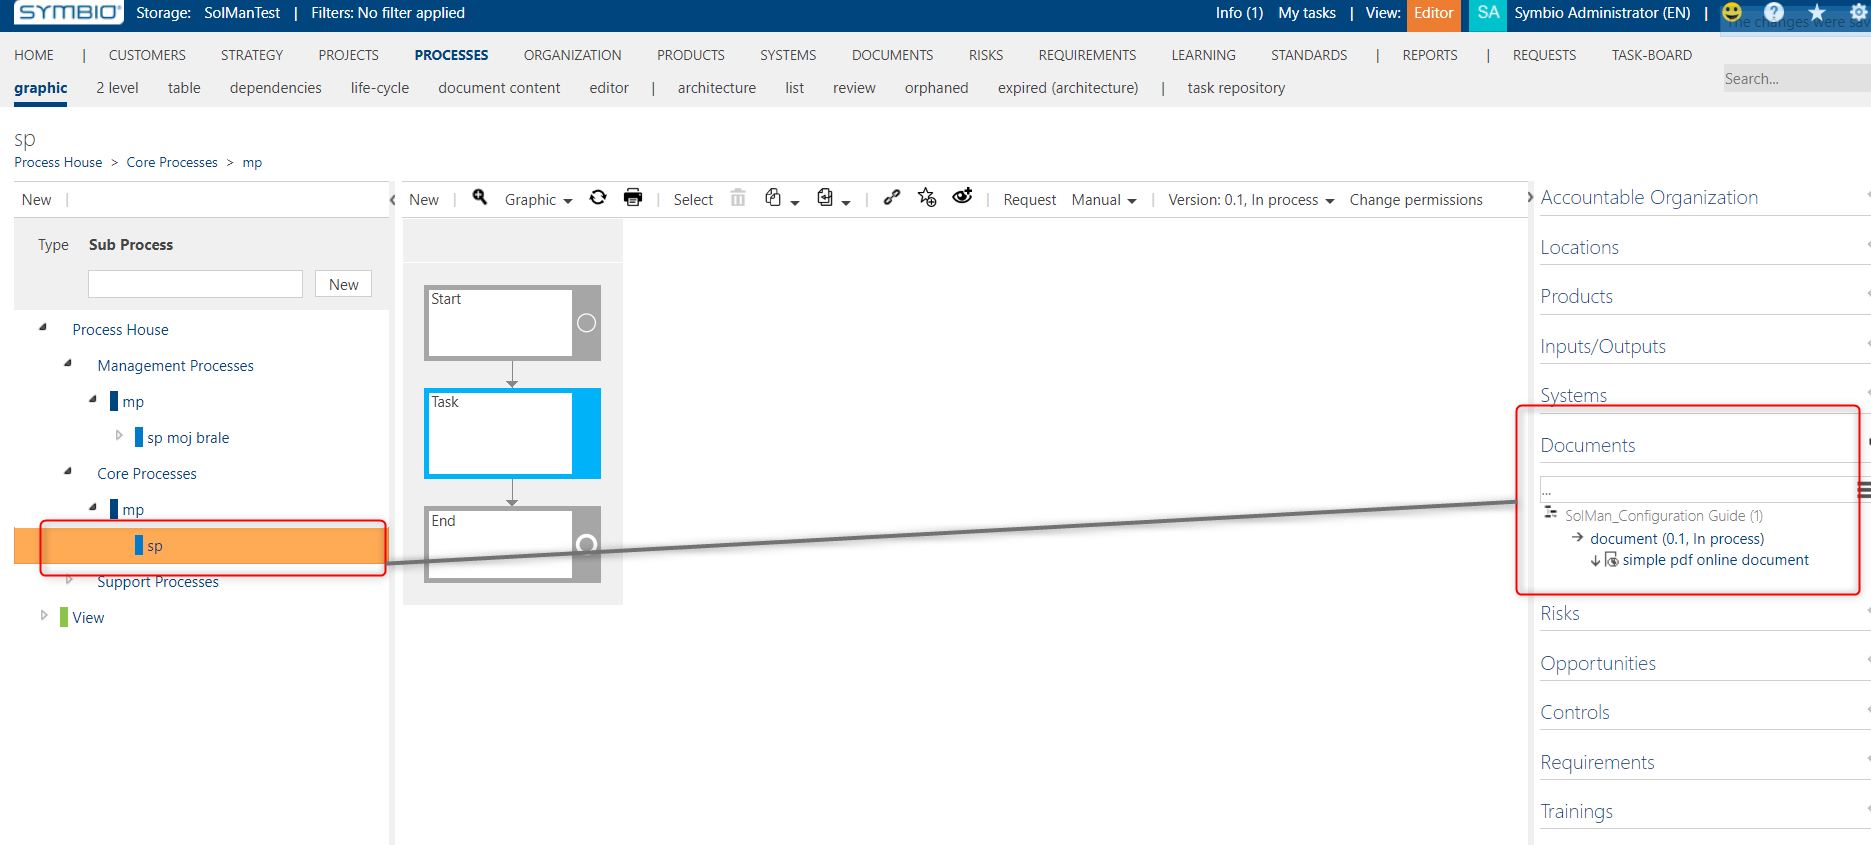 SYMBIO Storage: SolManTest | Filters: No filter applied Info (1) My tasks | View: Editor SA Symbio Administrator (EN) |
The changes were sav
HOME | CUSTOMERS STRATEGY PROJECTS PROCESSES ORGANIZATION PRODUCTS SYSTEMS DOCUMENTS RISKS REQUIREMENTS LEARNING STANDARDS | REPORTS | REQUESTS TASK-BOARD
Search...
graphic 2 level table dependencies life-cycle document content editor | architecture list review orphaned expired (architecture) | task repository
sp
Process House > Core Processes > mp
New |
Type Sub Process
New
Process House
Management Processes
mp
sp moj brale
Core Processes
mp
sp
Support Processes
View
New | Graphic | Select | Request Manual | Version: 0.1, In process Change permissions
Start
Task
End
Accountable Organization
Locations
Products
Inputs/Outputs
Systems
Documents
...
SolMan_Configuration Guide (1)
document (0.1, In process)
simple pdf online document
Risks
Opportunities
Controls
Requirements
Trainings